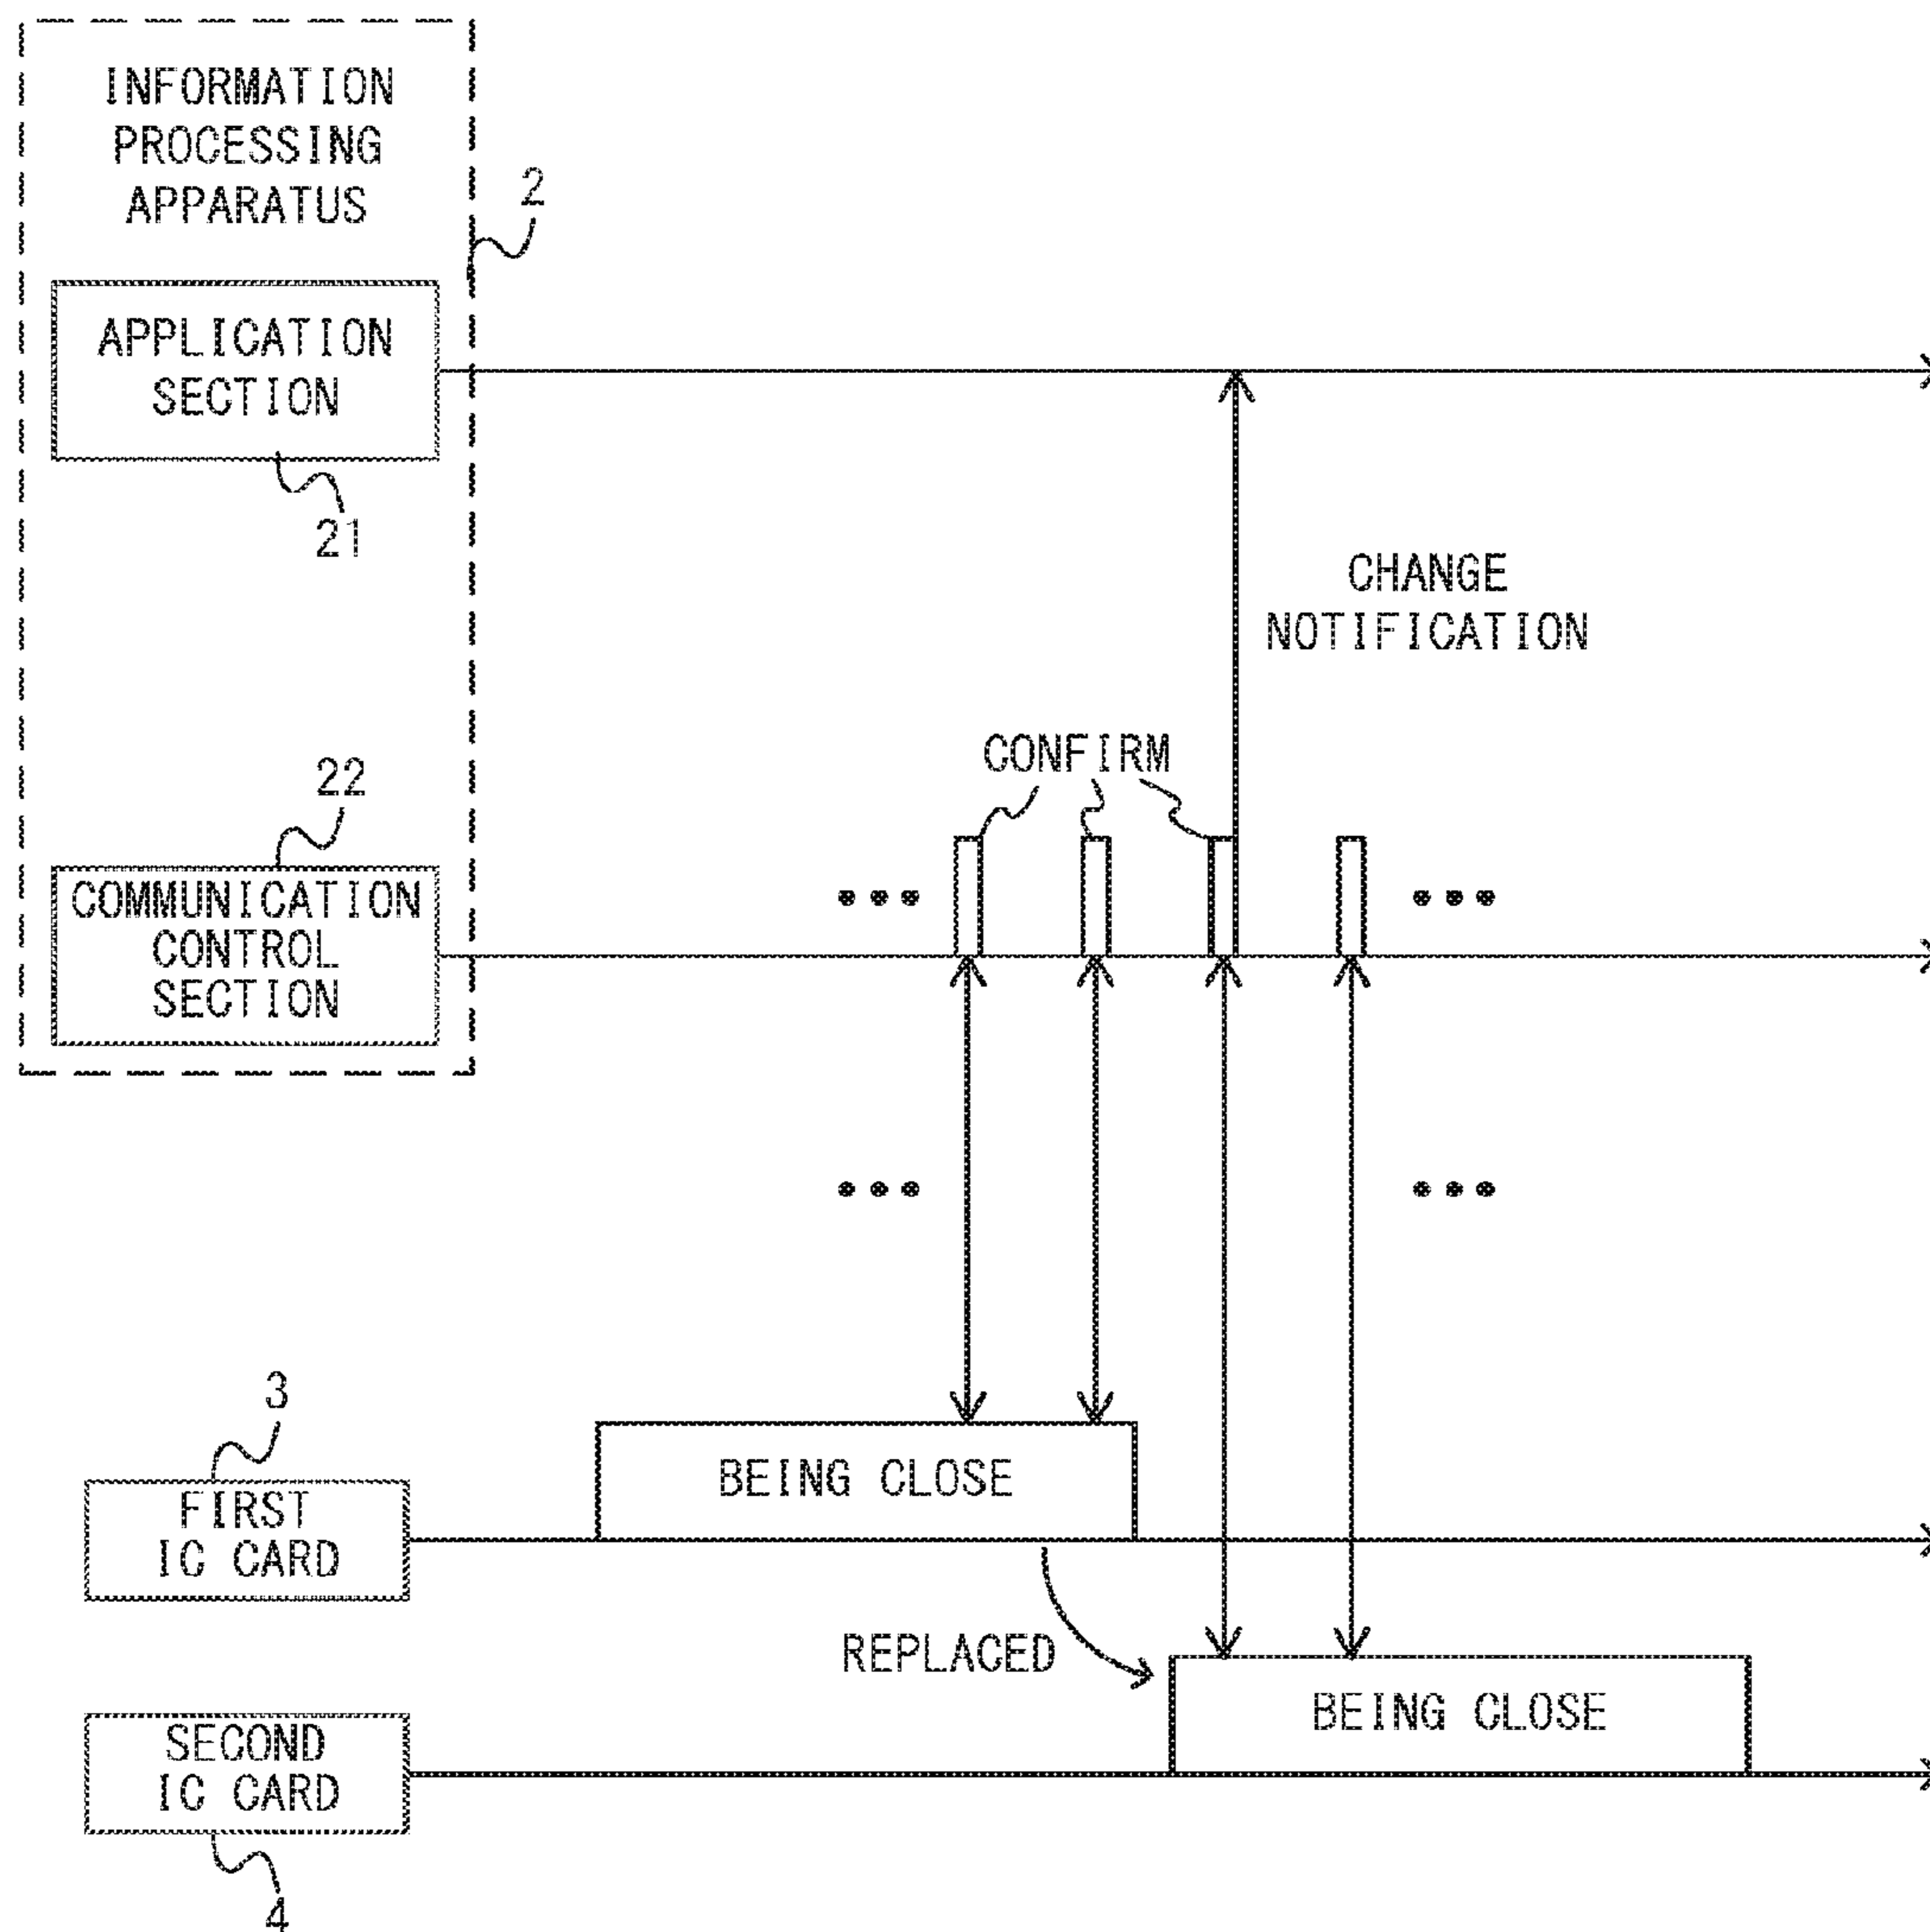 INFORMATION
PROCESSING
APPARATUS
2
APPLICATION
SECTION
21
CHANGE
NOTIFICATION
CONFIRM
22
COMMUNICATION
CONTROL
SECTION
3
FIRST
IC CARD
BEING CLOSE
REPLACED
SECOND
IC CARD
BEING CLOSE
4